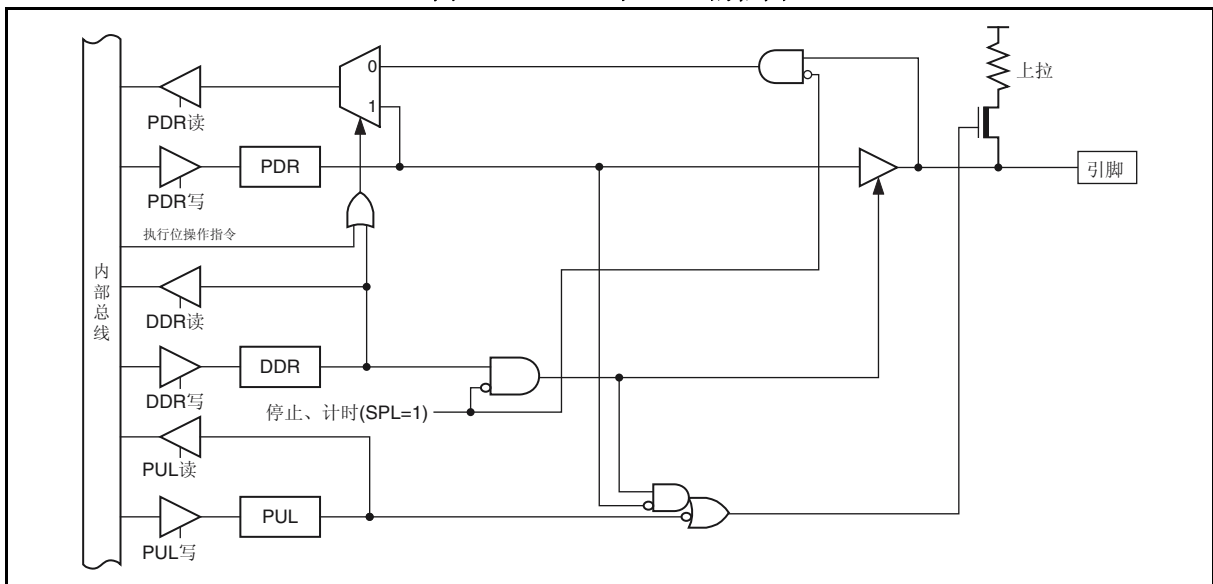 0
上拉
1
PDR读
PDR
引脚
PDR写
执行位操作指令
内部总线
DDR读
DDR
DDR写
停止、计时(SPL=1)
PUL读
PUL
PUL写